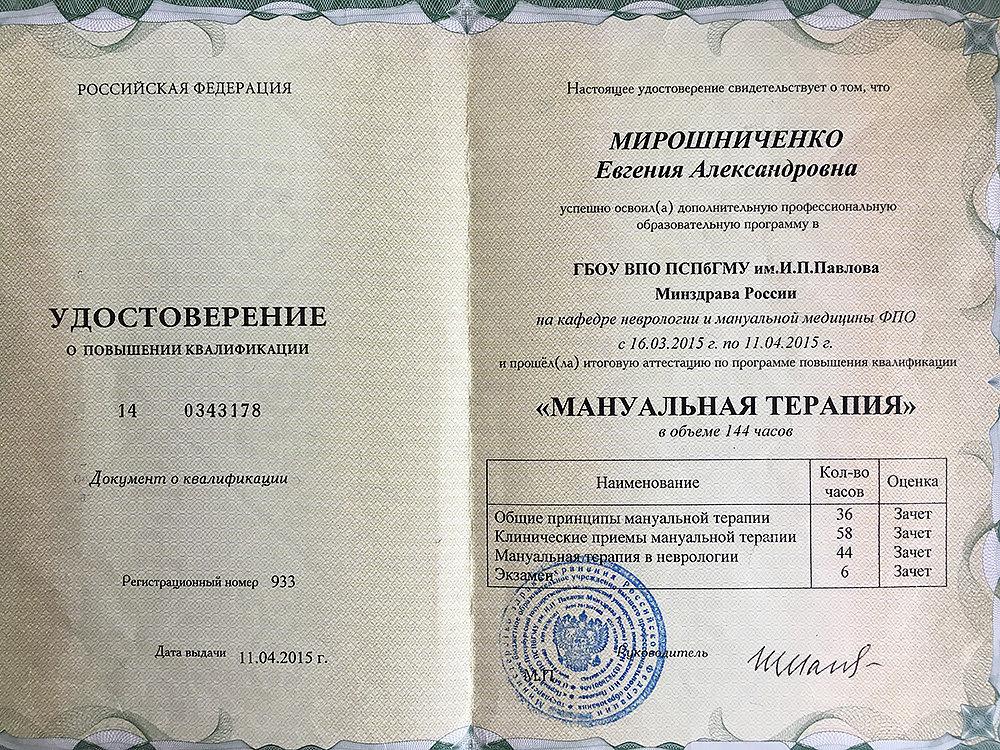 РОССИЙСКАЯ ФЕДЕРАЦИЯ
УДОСТОВЕРЕНИЕ
О ПОВЫШЕНИИ КВАЛИФИКАЦИИ
14 0343178
Документ о квалификации
Регистрационный номер 933
Дата выдачи 11.04.2015 г.
Настоящее удостоверение свидетельствует о том, что
МИРОШНИЧЕНКО
Евгения Александровна
успешно освоил(а) дополнительную профессиональную
образовательную программу в
ГБОУ ВПО ПСПбГМУ им.И.П.Павлова
Минздрава России
на кафедре неврологии и мануальной медицины ФПО
с 16.03.2015 г. по 11.04.2015 г.
и прошёл(ла) итоговую аттестацию по программе повышения квалификации
«МАНУАЛЬНАЯ ТЕРАПИЯ»
в объеме 144 часов
Наименование Кол-во часов Оценка
Общие принципы мануальной терапии 36 Зачет
Клинические приемы мануальной терапии 58 Зачет
Мануальная терапия в неврологии 44 Зачет
Экзамен 6 Зачет
Руководитель
М.П.